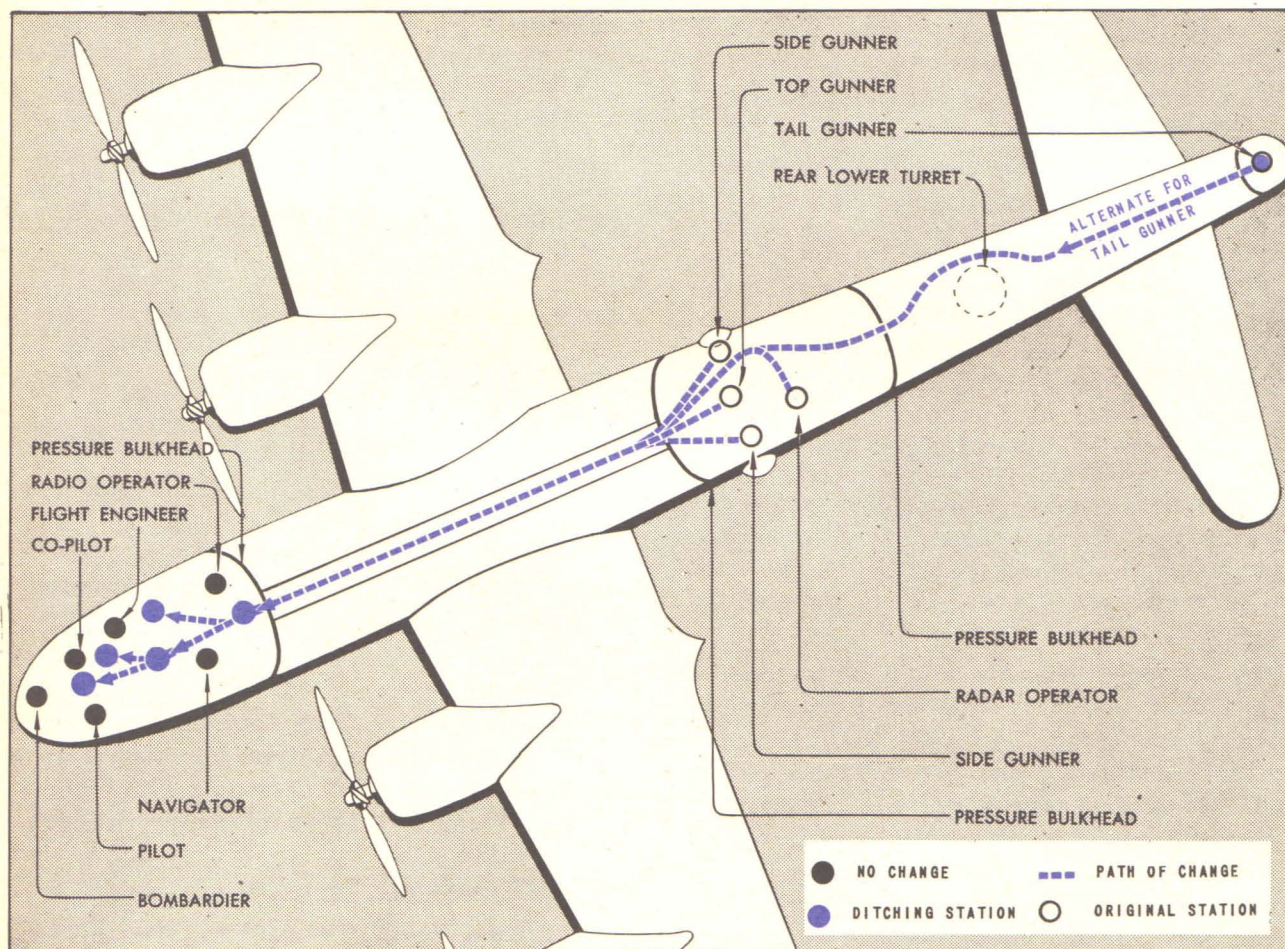 SIDE GUNNER
TOP GUNNER
TAIL GUNNER
REAR LOWER TURRET
ALTERNATE FOR
TAIL GUNNER
PRESSURE BULKHEAD
RADIO OPERATOR
FLIGHT ENGINEER
CO-PILOT
PRESSURE BULKHEAD
RADAR OPERATOR
SIDE GUNNER
PRESSURE BULKHEAD
NAVIGATOR
PILOT
BOMBARDIER
NO CHANGE
PATH OF CHANGE
DITCHING STATION
ORIGINAL STATION